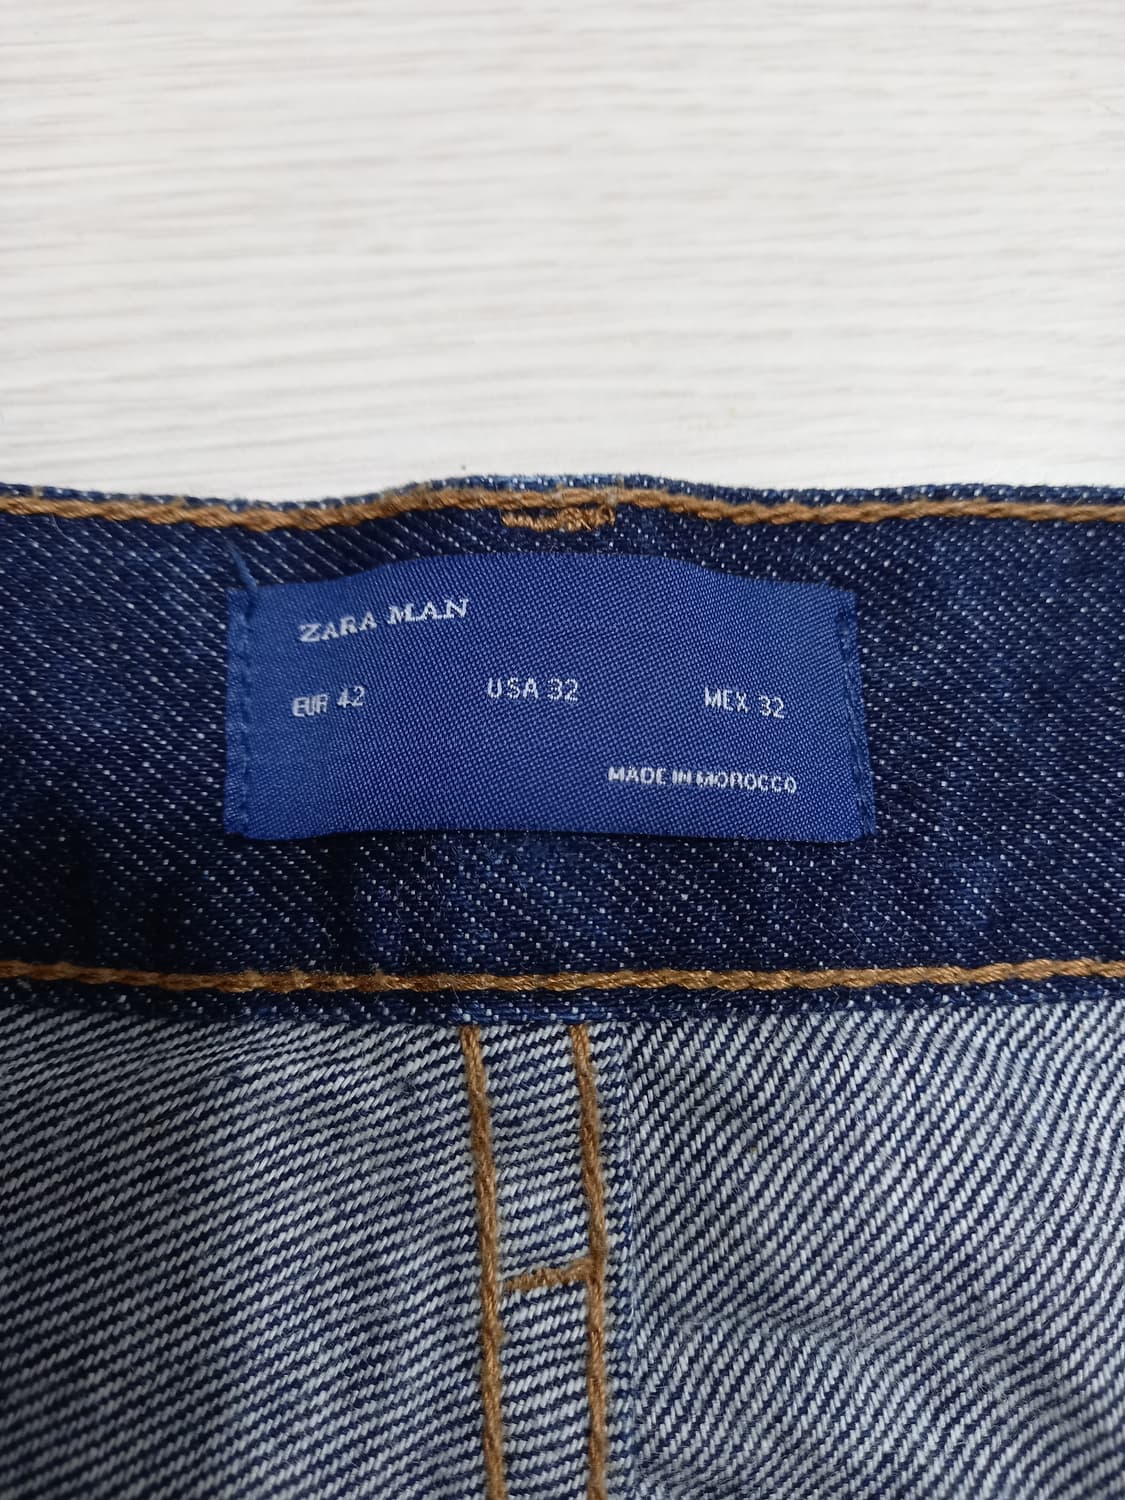 ZARA MAN
EUR 42 USA 32 MEX 32
MADE IN MOROCCO